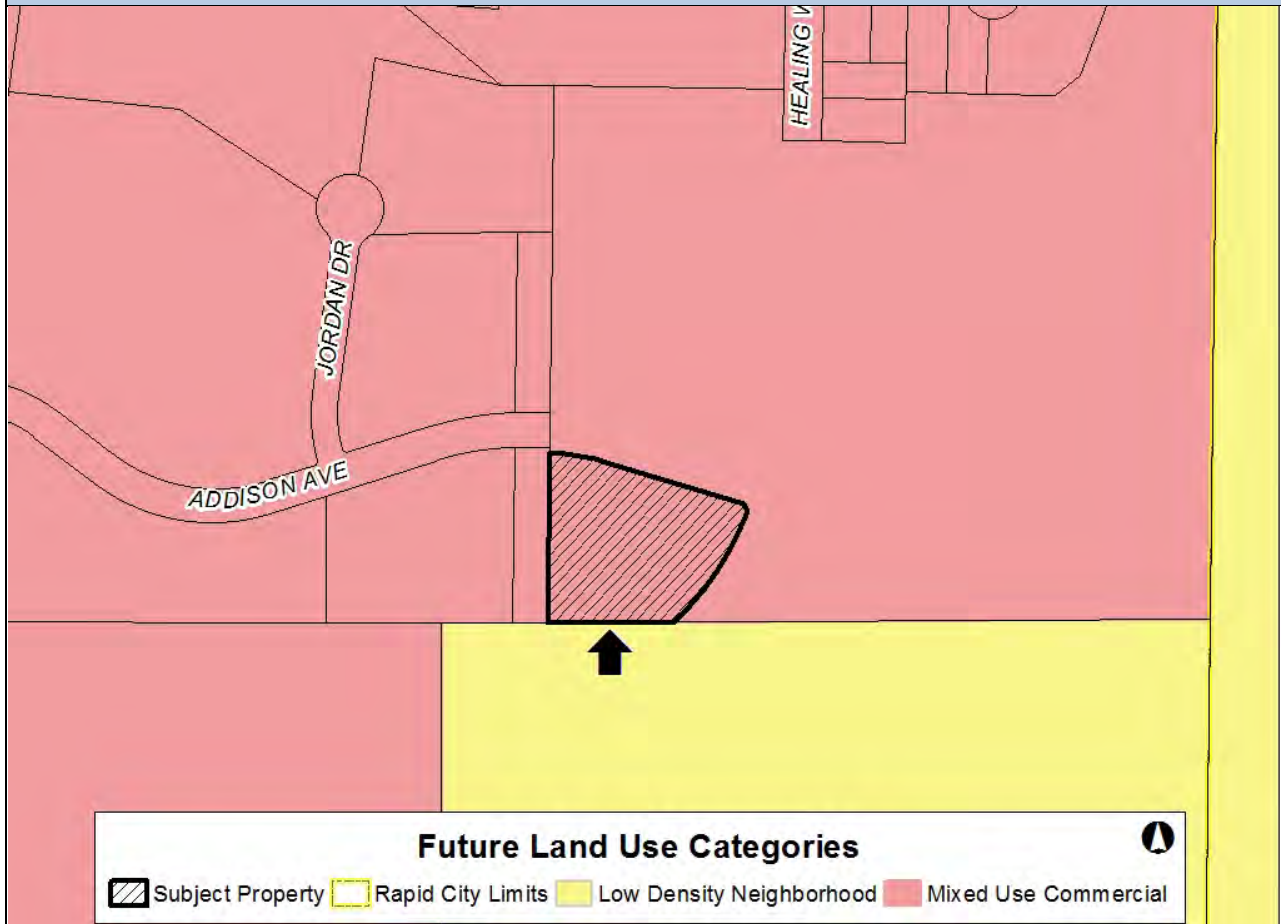 HEALING
JORDAN DR
ADDISON AVE
Future Land Use Categories
Subject Property Rapid City Limits Low Density Neighborhood Mixed Use Commercial